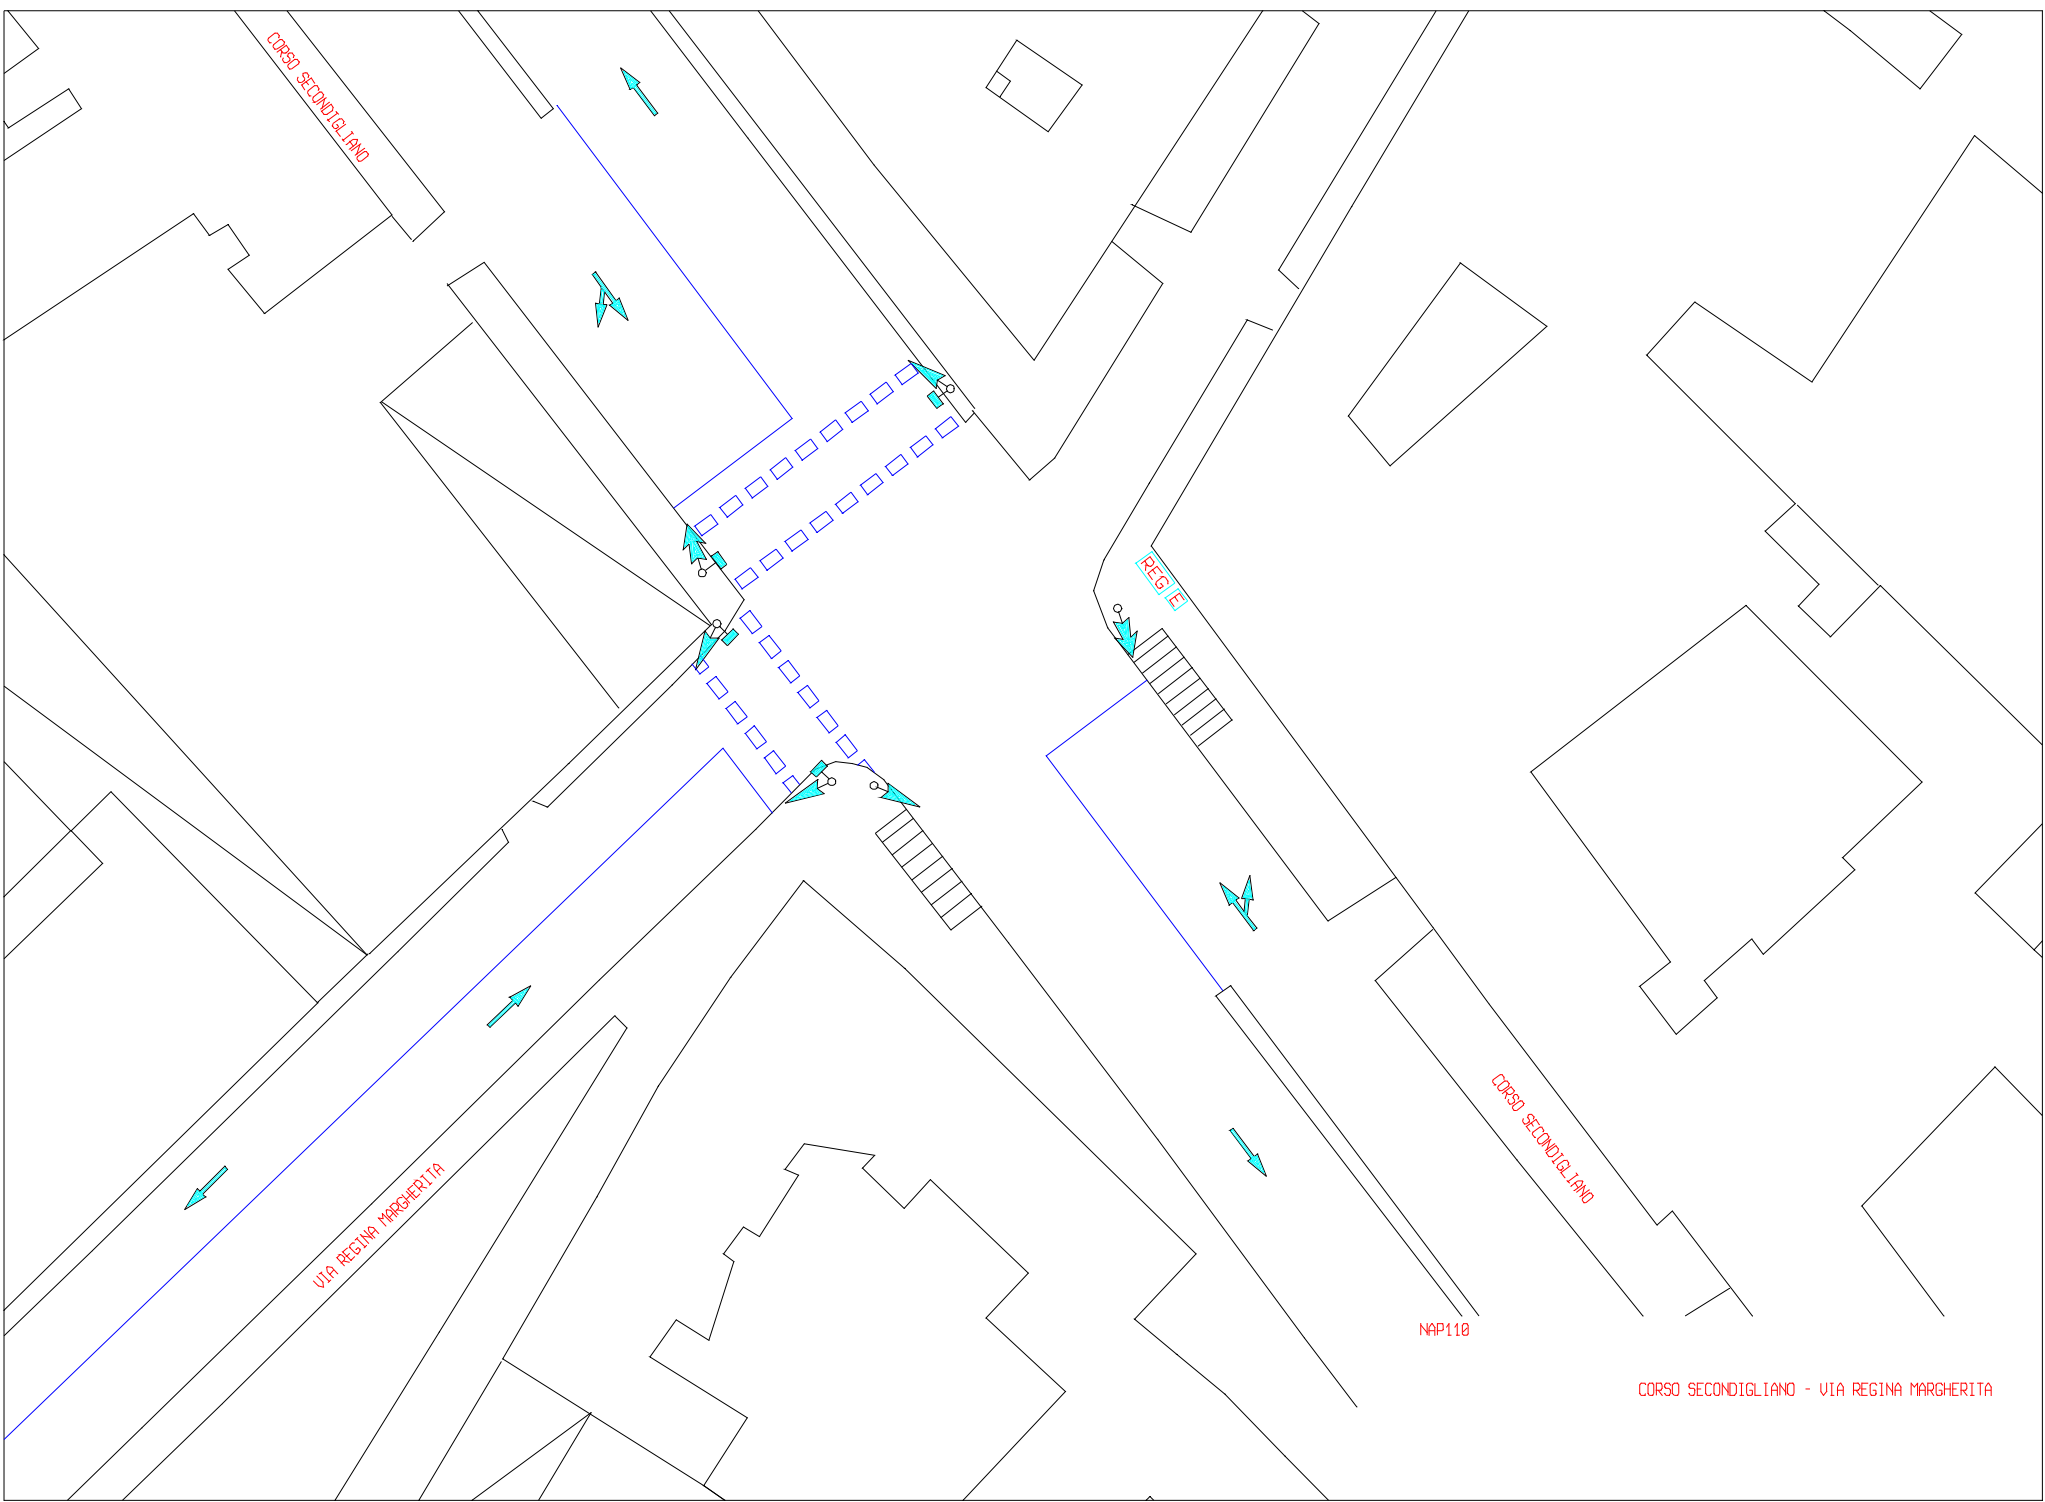 CORSO SECONDIGLIANO
REG E
CORSO SECONDIGLIANO
VIA REGINA MARGHERITA
NAP110
CORSO SECONDIGLIANO - VIA REGINA MARGHERITA